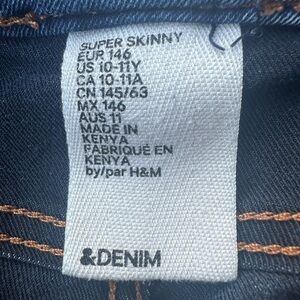 SUPER SKINNY
EUR 146
US 10-11Y
CA 10-11A
CN 145/63
MX 146
AUS 11
MADE IN
KENYA
FABRIQUÉ EN
KENYA
by/par H&M
&DENIM